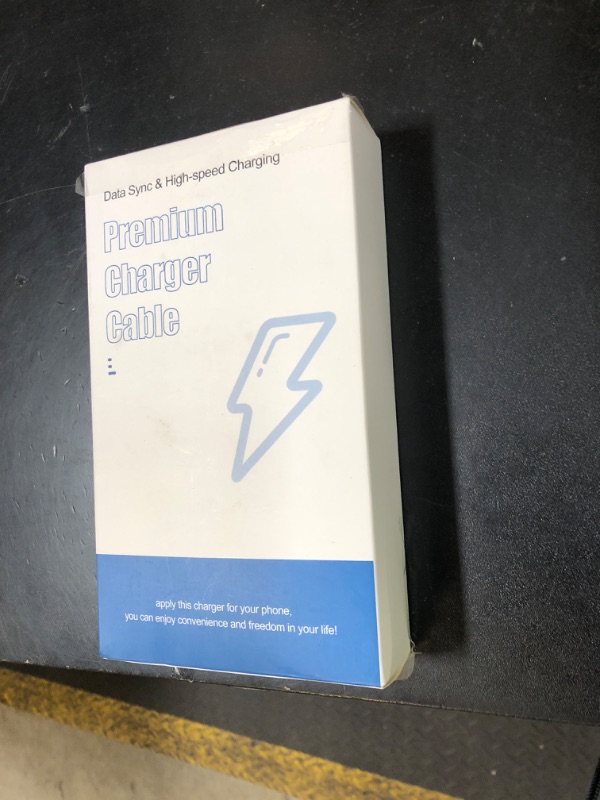 Data Sync & High-speed Charging
Premium
Charger
Cable
apply this charger for your phone,
you can enjoy convenience and freedom in your life!